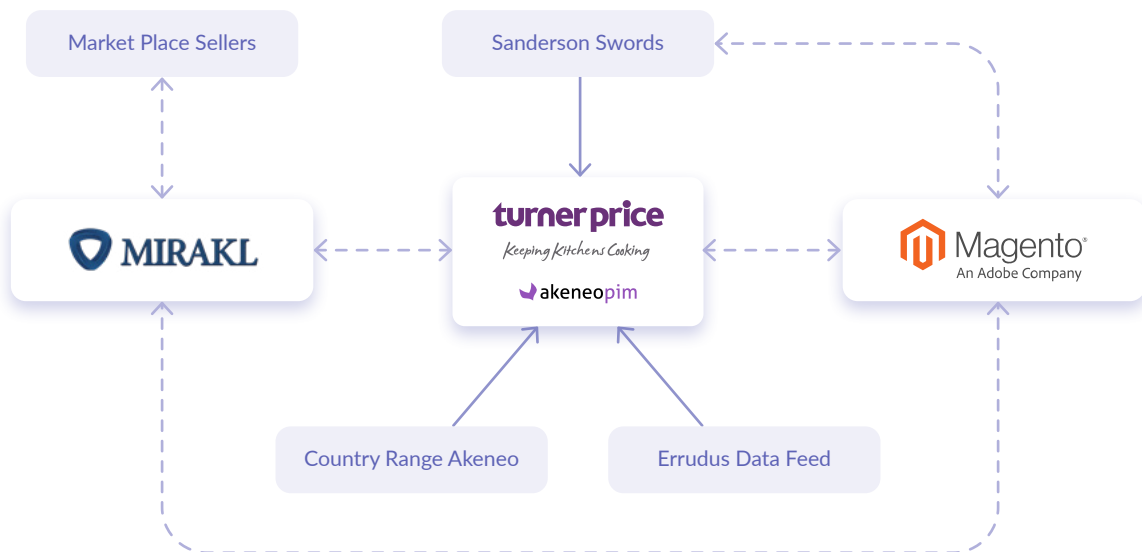 Market Place Sellers
Sanderson Swords
MIRAKL
turner price
Keeping Kitchens Cooking
akeneopim
Magento®
An Adobe Company
Country Range Akeneo
Errudus Data Feed